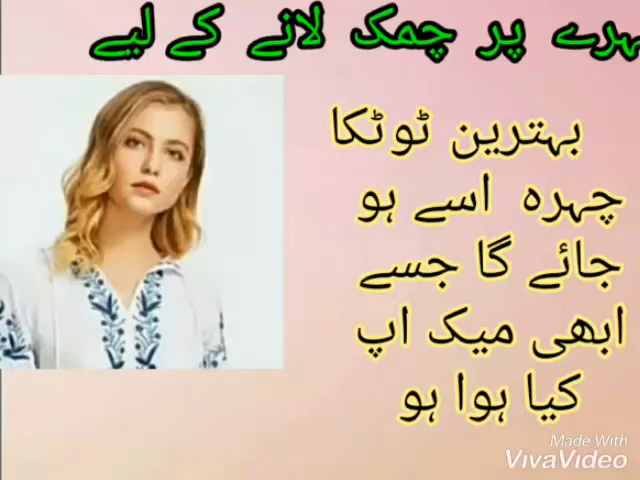 ہرے پر چمک لانے کے لیے
بہترین ٹوٹکا
چہرہ اسے ہو
جائے گا جسے
ابھی میک اپ
کیا ہوا ہو
Made With
VivaVideo